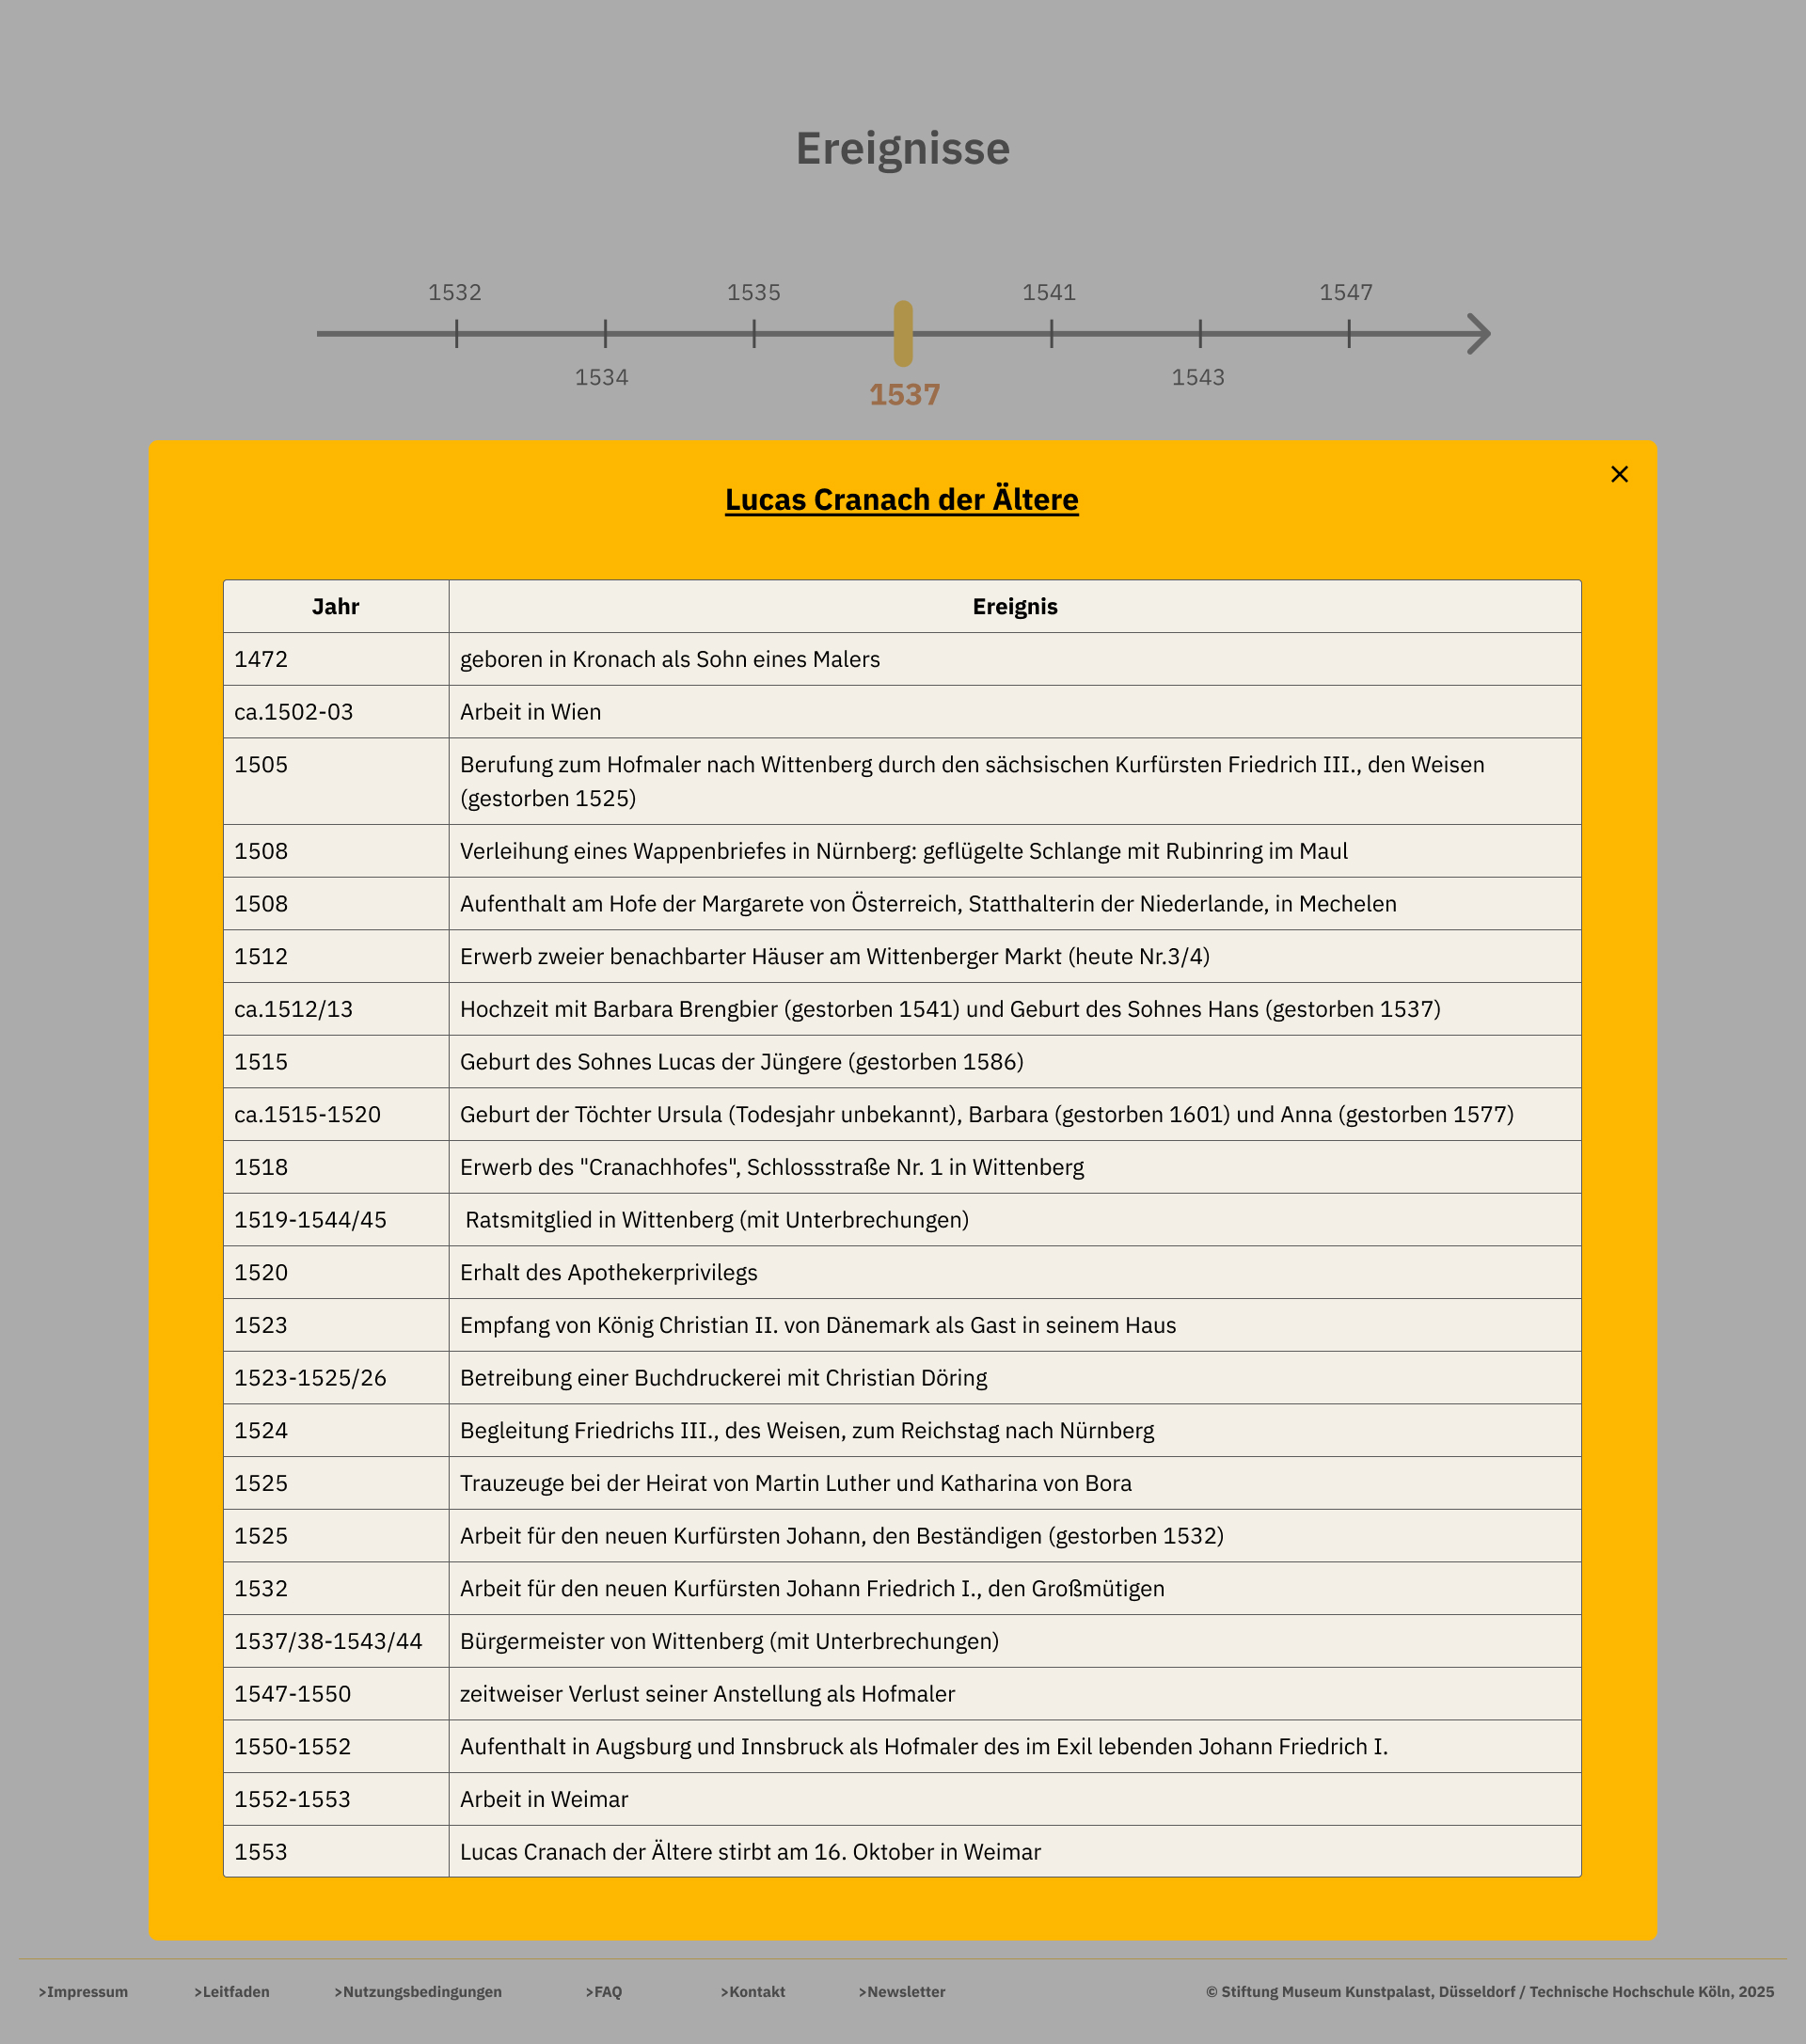 Ereignisse
1532 1535 1541 1547
1534 1537 1543
Lucas Cranach der Ältere
Jahr Ereignis
1472 geboren in Kronach als Sohn eines Malers
ca.1502-03 Arbeit in Wien
1505 Berufung zum Hofmaler nach Wittenberg durch den sächsischen Kurfürsten Friedrich III., den Weisen
(gestorben 1525)
1508 Verleihung eines Wappenbriefes in Nürnberg: geflügelte Schlange mit Rubinring im Maul
1508 Aufenthalt am Hofe der Margarete von Österreich, Statthalterin der Niederlande, in Mechelen
1512 Erwerb zweier benachbarter Häuser am Wittenberger Markt (heute Nr.3/4)
ca.1512/13 Hochzeit mit Barbara Brengbier (gestorben 1541) und Geburt des Sohnes Hans (gestorben 1537)
1515 Geburt des Sohnes Lucas der Jüngere (gestorben 1586)
ca.1515-1520 Geburt der Töchter Ursula (Todesjahr unbekannt), Barbara (gestorben 1601) und Anna (gestorben 1577)
1518 Erwerb des "Cranachhofes", Schlossstraße Nr. 1 in Wittenberg
1519-1544/45 Ratsmitglied in Wittenberg (mit Unterbrechungen)
1520 Erhalt des Apothekerprivilegs
1523 Empfang von König Christian II. von Dänemark als Gast in seinem Haus
1523-1525/26 Betreibung einer Buchdruckerei mit Christian Döring
1524 Begleitung Friedrichs III., des Weisen, zum Reichstag nach Nürnberg
1525 Trauzeuge bei der Heirat von Martin Luther und Katharina von Bora
1525 Arbeit für den neuen Kurfürsten Johann, den Beständigen (gestorben 1532)
1532 Arbeit für den neuen Kurfürsten Johann Friedrich I., den Großmütigen
1537/38-1543/44 Bürgermeister von Wittenberg (mit Unterbrechungen)
1547-1550 zeitweiser Verlust seiner Anstellung als Hofmaler
1550-1552 Aufenthalt in Augsburg und Innsbruck als Hofmaler des im Exil lebenden Johann Friedrich I.
1552-1553 Arbeit in Weimar
1553 Lucas Cranach der Ältere stirbt am 16. Oktober in Weimar
>Impressum >Leitfaden >Nutzungsbedingungen >FAQ >Kontakt >Newsletter © Stiftung Museum Kunstpalast, Düsseldorf / Technische Hochschule Köln, 2025